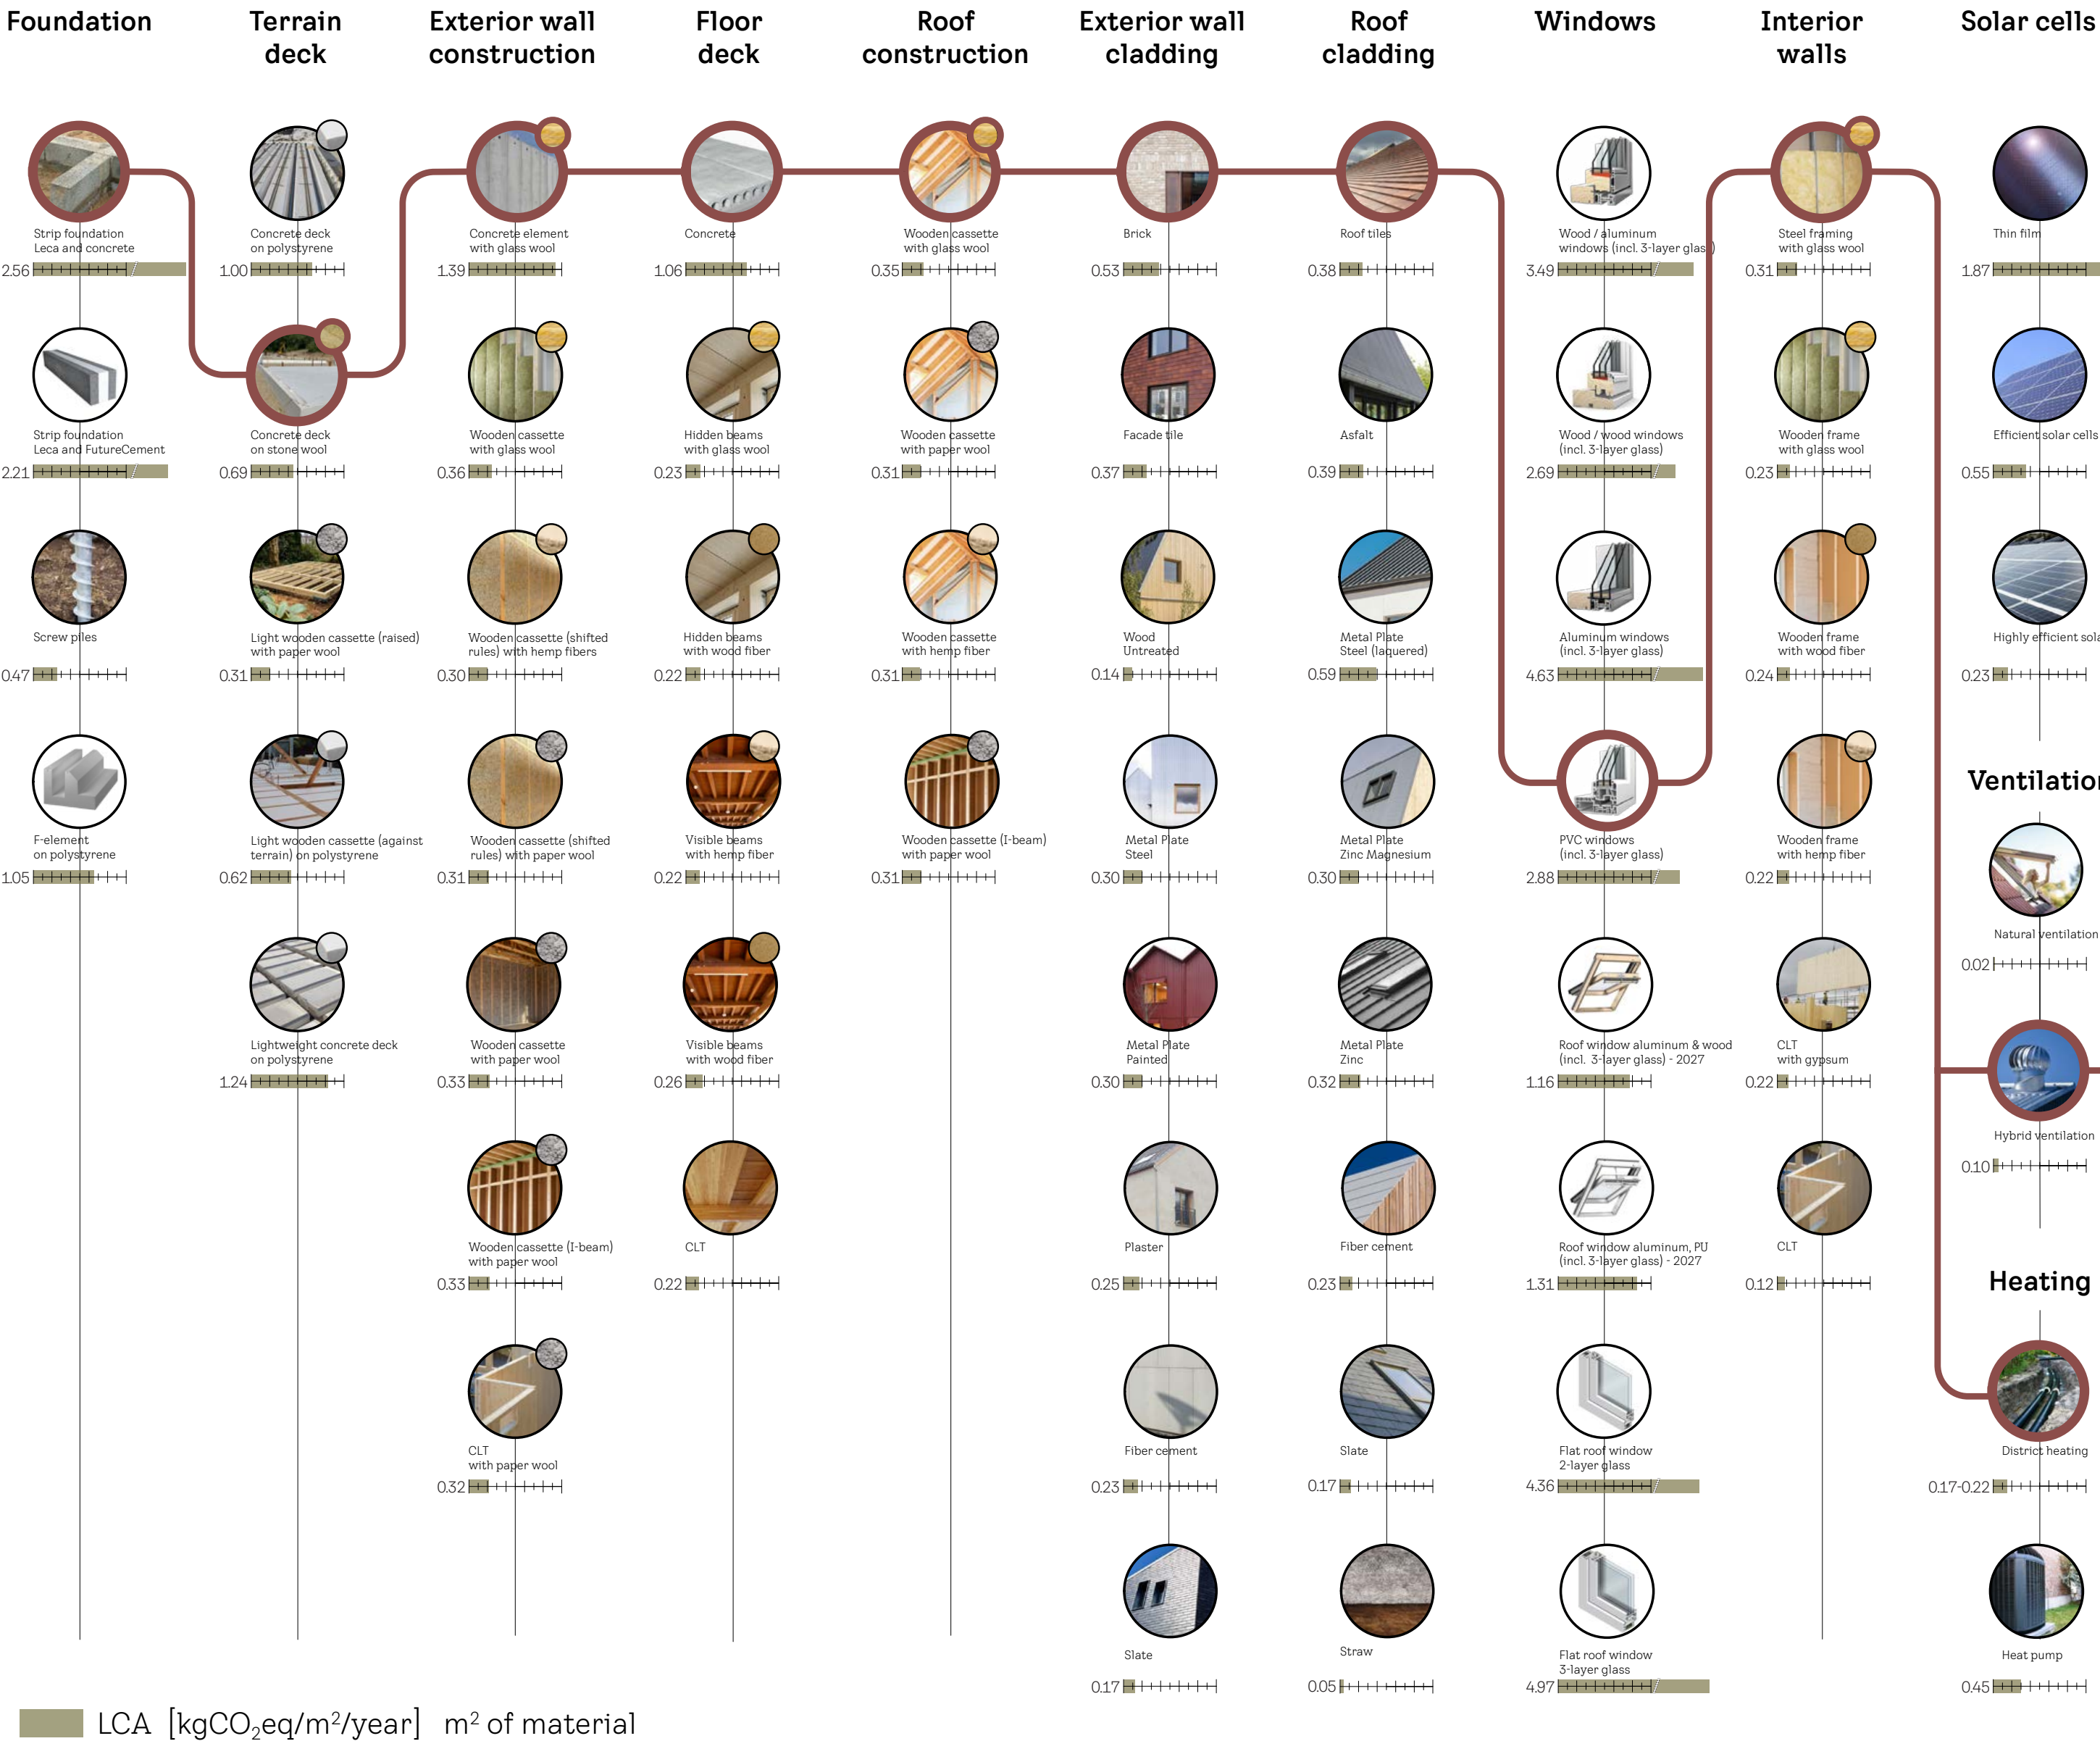 Foundation
Terrain
deck
Exterior wall
construction
Floor
deck
Roof
construction
Exterior wall
cladding
Roof
cladding
Windows
Interior
walls
Solar cells
Strip foundation
Leca and concrete
2.56
Concrete deck
on polystyrene
1.00
Concrete element
with glass wool
1.39
Concrete
1.06
Wooden cassette
with glass wool
0.35
Brick
0.53
Roof tiles
0.38
Wood / aluminum
windows (incl. 3-layer glass)
3.49
Steel framing
with glass wool
0.31
Thin film
1.87
Strip foundation
Leca and FutureCement
2.21
Concrete deck
on stone wool
0.69
Wooden cassette
with glass wool
0.36
Hidden beams
with glass wool
0.23
Wooden cassette
with paper wool
0.31
Facade tile
0.37
Asfalt
0.39
Wood / wood windows
(incl. 3-layer glass)
2.69
Wooden frame
with glass wool
0.23
Efficient solar cells
0.55
Screw piles
0.47
Light wooden cassette (raised)
with paper wool
0.31
Wooden cassette (shifted
rules) with hemp fibers
0.30
Hidden beams
with wood fiber
0.22
Wooden cassette
with hemp fiber
0.31
Wood
Untreated
0.14
Metal Plate
Steel (laquered)
0.59
Aluminum windows
(incl. 3-layer glass)
4.63
Wooden frame
with wood fiber
0.24
Highly efficient sola
0.23
F-element
on polystyrene
1.05
Light wooden cassette (against
terrain) on polystyrene
0.62
Wooden cassette (shifted
rules) with paper wool
0.31
Visible beams
with hemp fiber
0.22
Wooden cassette (I-beam)
with paper wool
0.31
Metal Plate
Steel
0.30
Metal Plate
Zinc Magnesium
0.30
PVC windows
(incl. 3-layer glass)
2.88
Wooden frame
with hemp fiber
0.22
Ventilation
Natural ventilation
0.02
Lightweight concrete deck
on polystyrene
1.24
Wooden cassette
with paper wool
0.33
Visible beams
with wood fiber
0.26
Metal Plate
Painted
0.30
Metal Plate
Zinc
0.32
Roof window aluminum & wood
(incl. 3-layer glass) - 2027
1.16
CLT
with gypsum
0.22
Hybrid ventilation
0.10
Wooden cassette (I-beam)
with paper wool
0.33
CLT
0.22
Plaster
0.25
Fiber cement
0.23
Roof window aluminum, PU
(incl. 3-layer glass) - 2027
1.31
CLT
0.12
Heating
CLT
with paper wool
0.32
Fiber cement
0.23
Slate
0.17
Flat roof window
2-layer glass
4.36
District heating
0.17-0.22
Slate
0.17
Straw
0.05
Flat roof window
3-layer glass
4.97
Heat pump
0.45
LCA [kgCO₂eq/m²/year] m² of material